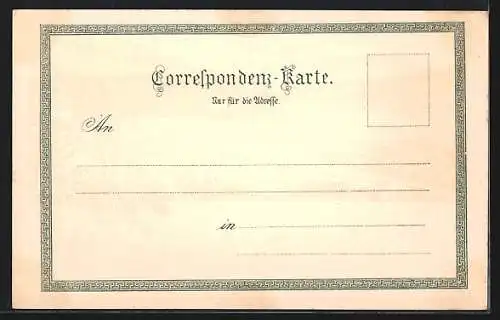 Correspondenz-Karte.
Nur für die Adresse.
An
in